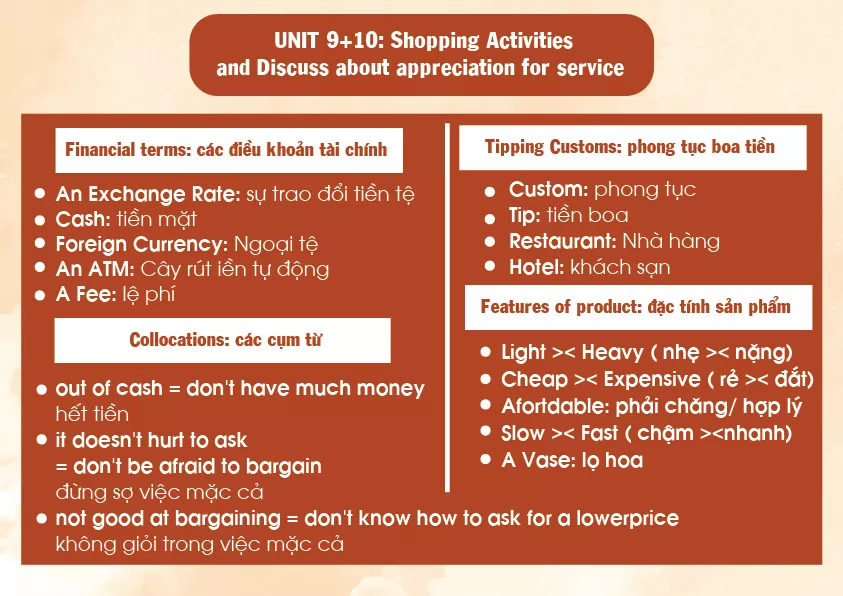 UNIT 9+10: Shopping Activities
and Discuss about appreciation for service
Financial terms: các điều khoản tài chính
An Exchange Rate: sự trao đổi tiền tệ
Cash: tiền mặt
Foreign Currency: Ngoại tệ
An ATM: Cây rút iền tự động
A Fee: lệ phí
Collocations: các cụm từ
out of cash = don't have much money
hết tiền
it doesn't hurt to ask
= don't be afraid to bargain
đừng sợ việc mặc cả
not good at bargaining = don't know how to ask for a lowerprice
không giỏi trong việc mặc cả
Tipping Customs: phong tục boa tiền
Custom: phong tục
Tip: tiền boa
Restaurant: Nhà hàng
Hotel: khách sạn
Features of product: đặc tính sản phẩm
Light >< Heavy ( nhẹ >< nặng)
Cheap >< Expensive ( rẻ >< đắt)
Afortdable: phải chăng/ hợp lý
Slow >< Fast ( chậm ><nhanh)
A Vase: lọ hoa